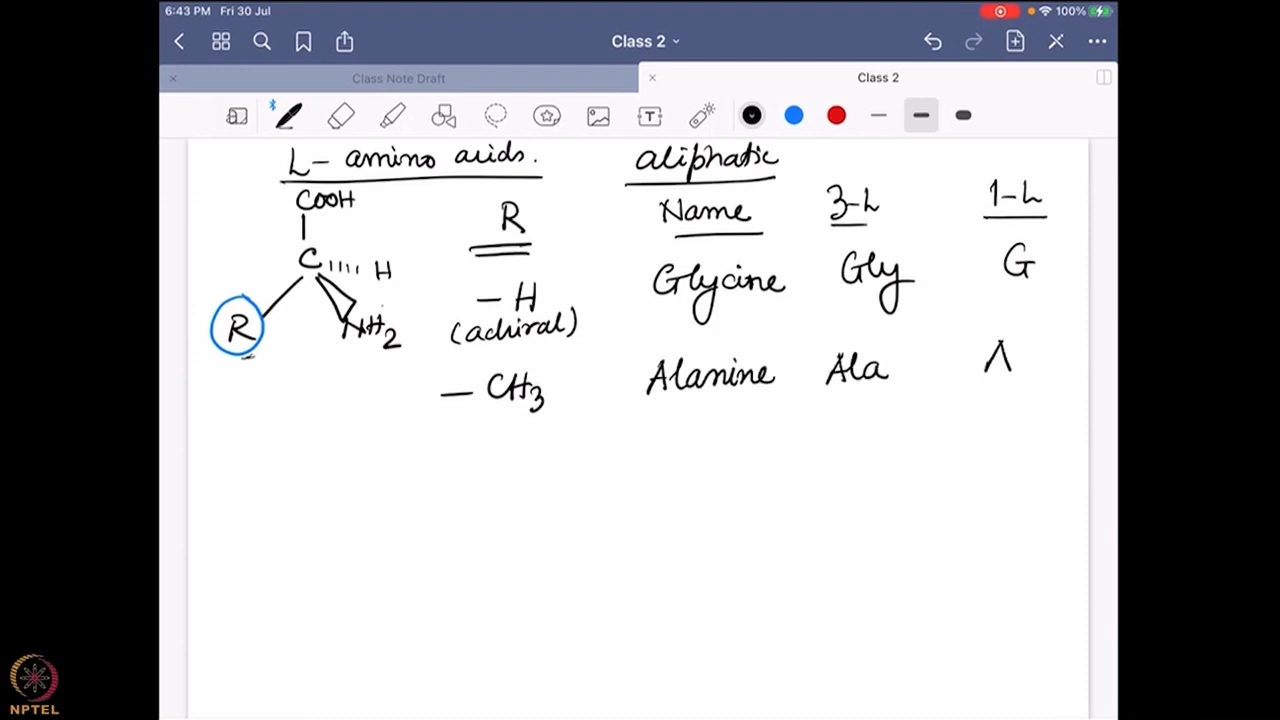 6:43 PM Fri 30 Jul
100%
Class 2
Class Note Draft
Class 2
T
L- amino acids.
aliphatic
COOH
R
Name
3-L
1-L
C
H
R
NH2
- H
(achiral)
Glycine
Gly
G
- CH3
Alanine
Ala
Λ
NPTEL